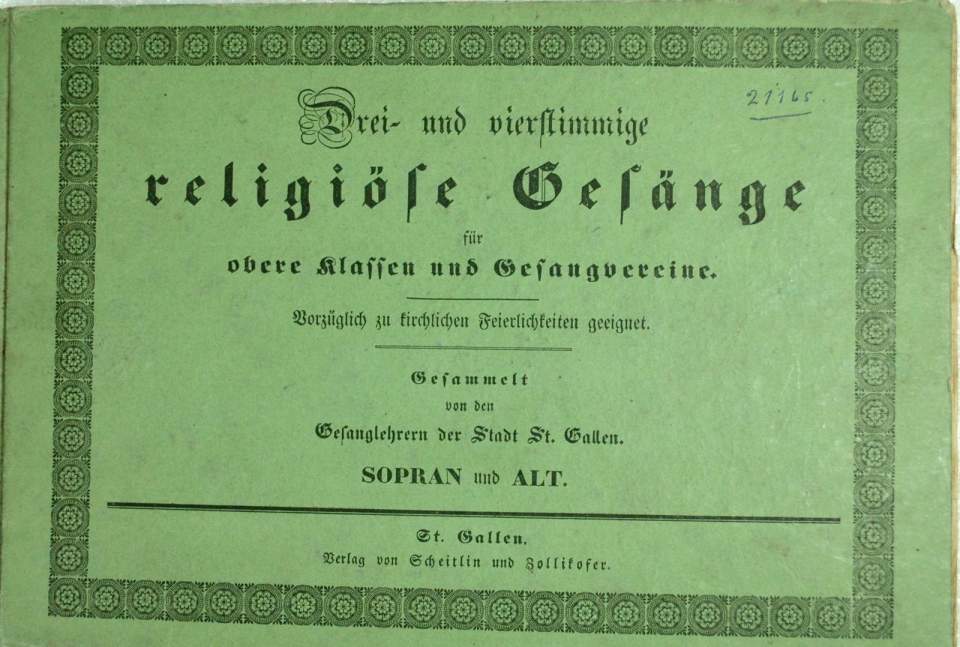 21165.
Drei- und vierſtimmige
religiöſe Geſänge
für
obere Klaſſen und Geſangvereine.
Vorzüglich zu kirchlichen Feierlichkeiten geeignet.
Geſammelt
von den
Geſanglehrern der Stadt St. Gallen.
SOPRAN und ALT.
St. Gallen,
Verlag von Scheitlin und Zollikofer.